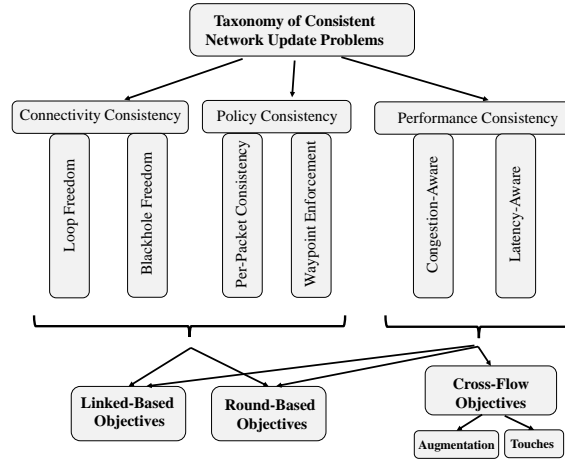 Taxonomy of Consistent
Network Update Problems
Connectivity Consistency
Policy Consistency
Performance Consistency
Loop Freedom
Blackhole Freedom
Per-Packet Consistency
Waypoint Enforcement
Congestion-Aware
Latency-Aware
Linked-Based
Objectives
Round-Based
Objectives
Cross-Flow
Objectives
Augmentation
Touches